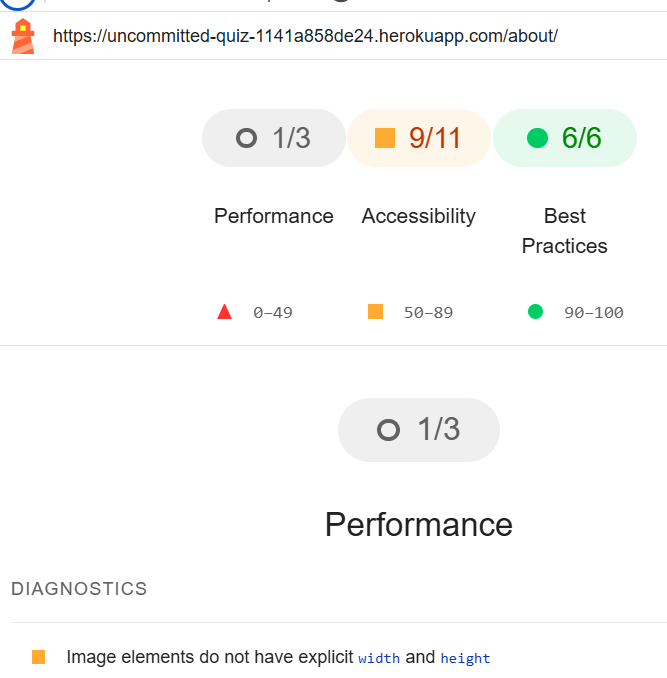 https://uncommitted-quiz-1141a858de24.herokuapp.com/about/
1/3 9/11 6/6
Performance Accessibility Best Practices
0–49 50–89 90–100
1/3
Performance
DIAGNOSTICS
Image elements do not have explicit width and height